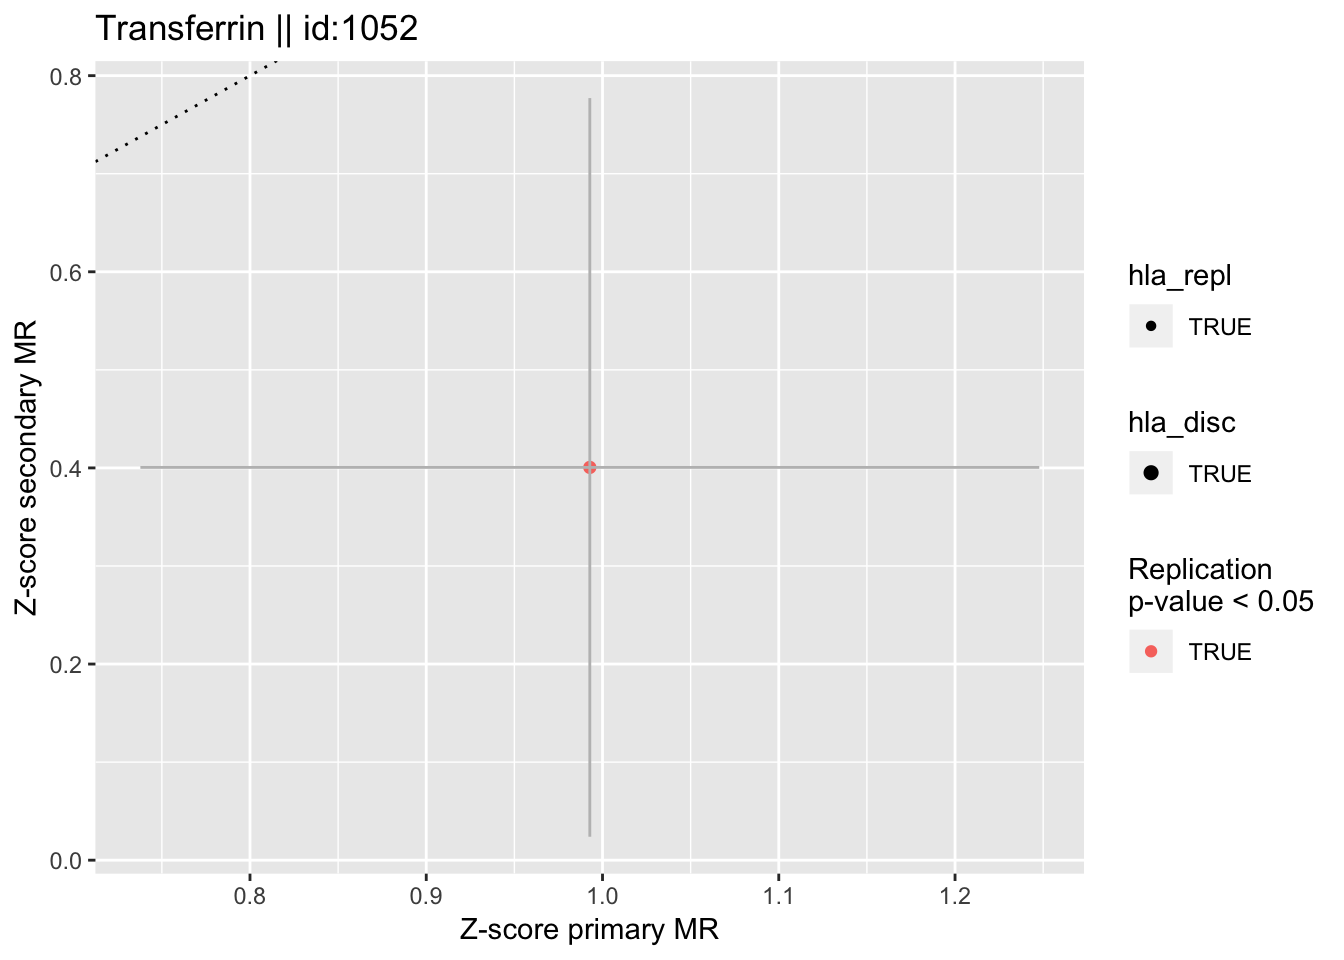 Transferrin || id:1052
0.8
0.6
0.4
0.2
0.0
Z-score secondary MR
0.8 0.9 1.0 1.1 1.2
Z-score primary MR
hla_repl
TRUE
hla_disc
TRUE
Replication
p-value < 0.05
TRUE